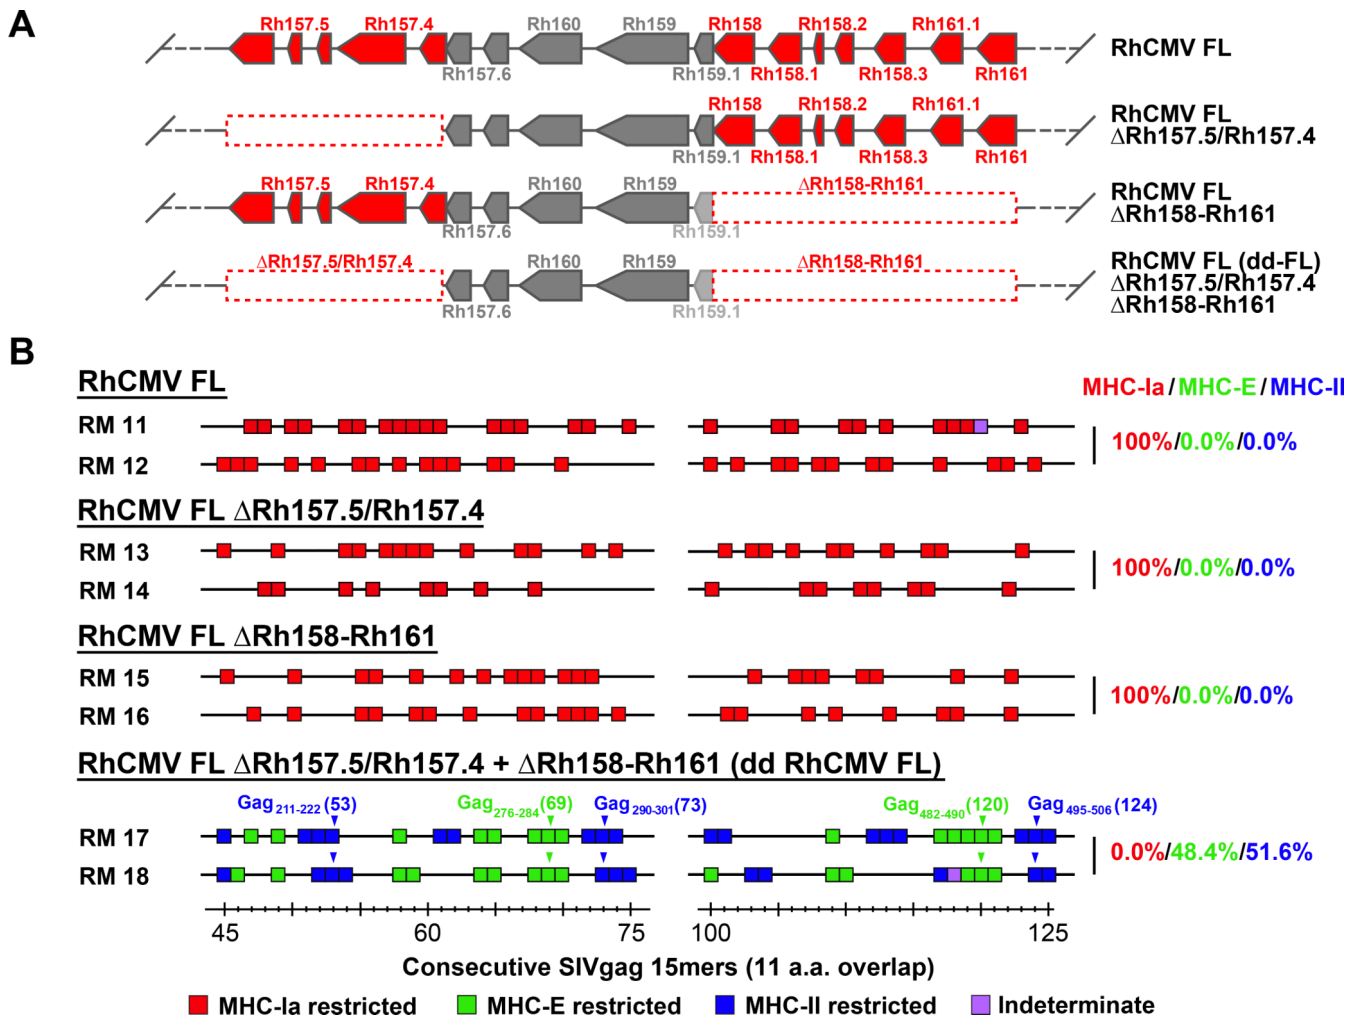 A
Rh157.5 Rh157.4 Rh160 Rh159 Rh158 Rh158.2 Rh161.1
RhCMV FL
Rh157.6 Rh159.1 Rh158.1 Rh158.3 Rh161
Rh157.6 Rh160 Rh159 Rh158 Rh158.2 Rh161.1
RhCMV FL
ΔRh157.5/Rh157.4
Rh159.1 Rh158.1 Rh158.3 Rh161
Rh157.5 Rh157.4 Rh160 Rh159 ΔRh158-Rh161
RhCMV FL
ΔRh158-Rh161
Rh157.6 Rh159.1
ΔRh157.5/Rh157.4 Rh160 Rh159 ΔRh158-Rh161
RhCMV FL (dd-FL)
ΔRh157.5/Rh157.4
ΔRh158-Rh161
Rh157.6 Rh159.1
B
RhCMV FL
MHC-Ia/MHC-E/MHC-II
RM 11
100%/0.0%/0.0%
RM 12
RhCMV FL ΔRh157.5/Rh157.4
RM 13
100%/0.0%/0.0%
RM 14
RhCMV FL ΔRh158-Rh161
RM 15
100%/0.0%/0.0%
RM 16
RhCMV FL ΔRh157.5/Rh157.4 + ΔRh158-Rh161 (dd RhCMV FL)
Gag211-222(53) Gag276-284(69) Gag290-301(73) Gag482-490(120) Gag495-506(124)
RM 17
0.0%/48.4%/51.6%
RM 18
45 60 75 100 125
Consecutive SIVgag 15mers (11 a.a. overlap)
MHC-Ia restricted MHC-E restricted MHC-II restricted Indeterminate